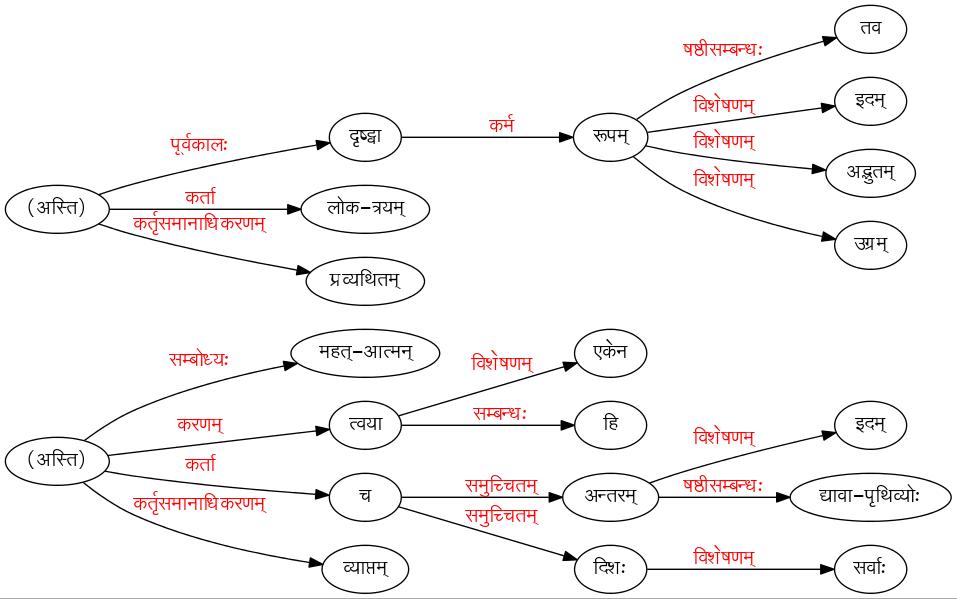 तव
षष्ठीसम्बन्धः
विशेषणम् इदम्
पूर्वकालः दृष्ट्वा कर्म रूपम् विशेषणम्
विशेषणम् अद्भुतम्
(अस्ति) कर्ता लोक-त्रयम्
कर्तृसमानाधिकरणम् उग्रम्
प्रव्यथितम्
सम्बोध्यः महत्-आत्मन् विशेषणम् एकेन
करणम् त्वया सम्बन्धः हि विशेषणम् इदम्
(अस्ति) कर्ता च समुच्चितम् अन्तरम् षष्ठीसम्बन्धः द्यावा-पृथिव्योः
कर्तृसमानाधिकरणम् समुच्चितम्
व्याप्तम् दिशः विशेषणम् सर्वाः